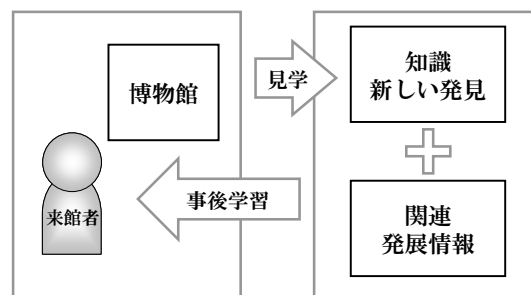 博物館
来館者
見学
事後学習
知識
新しい発見
関連
発展情報